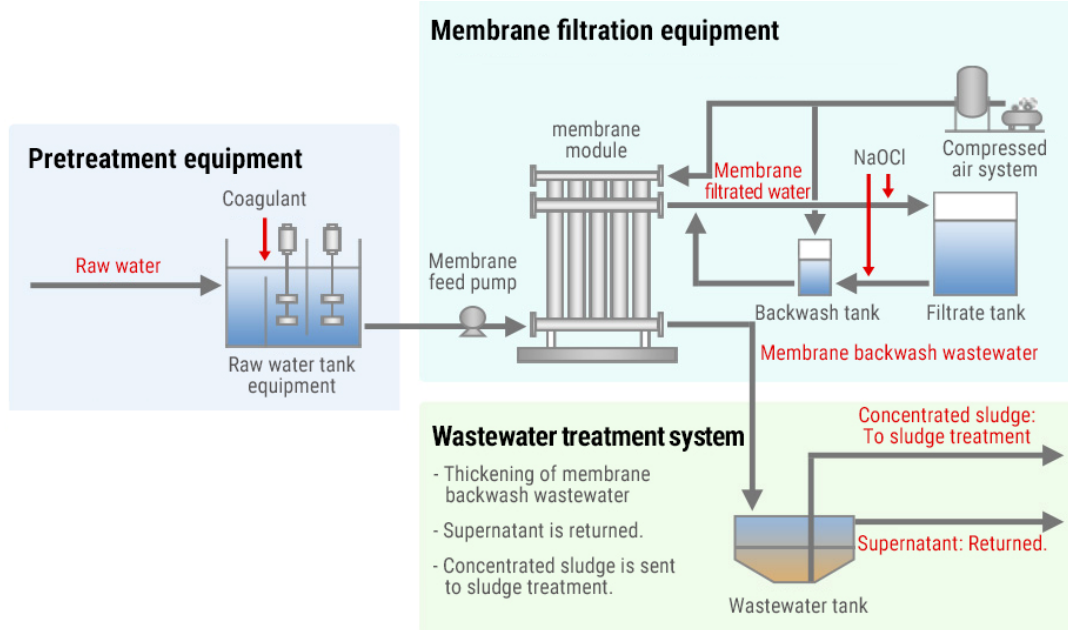 Membrane filtration equipment
Pretreatment equipment
Coagulant
Raw water
Raw water tank
equipment
Membrane
feed pump
membrane
module
Membrane
filtrated water
NaOCl
Compressed
air system
Backwash tank
Filtrate tank
Membrane backwash wastewater
Wastewater treatment system
- Thickening of membrane
backwash wastewater
- Supernatant is returned.
- Concentrated sludge is sent
to sludge treatment.
Concentrated sludge:
To sludge treatment
Supernatant: Returned.
Wastewater tank